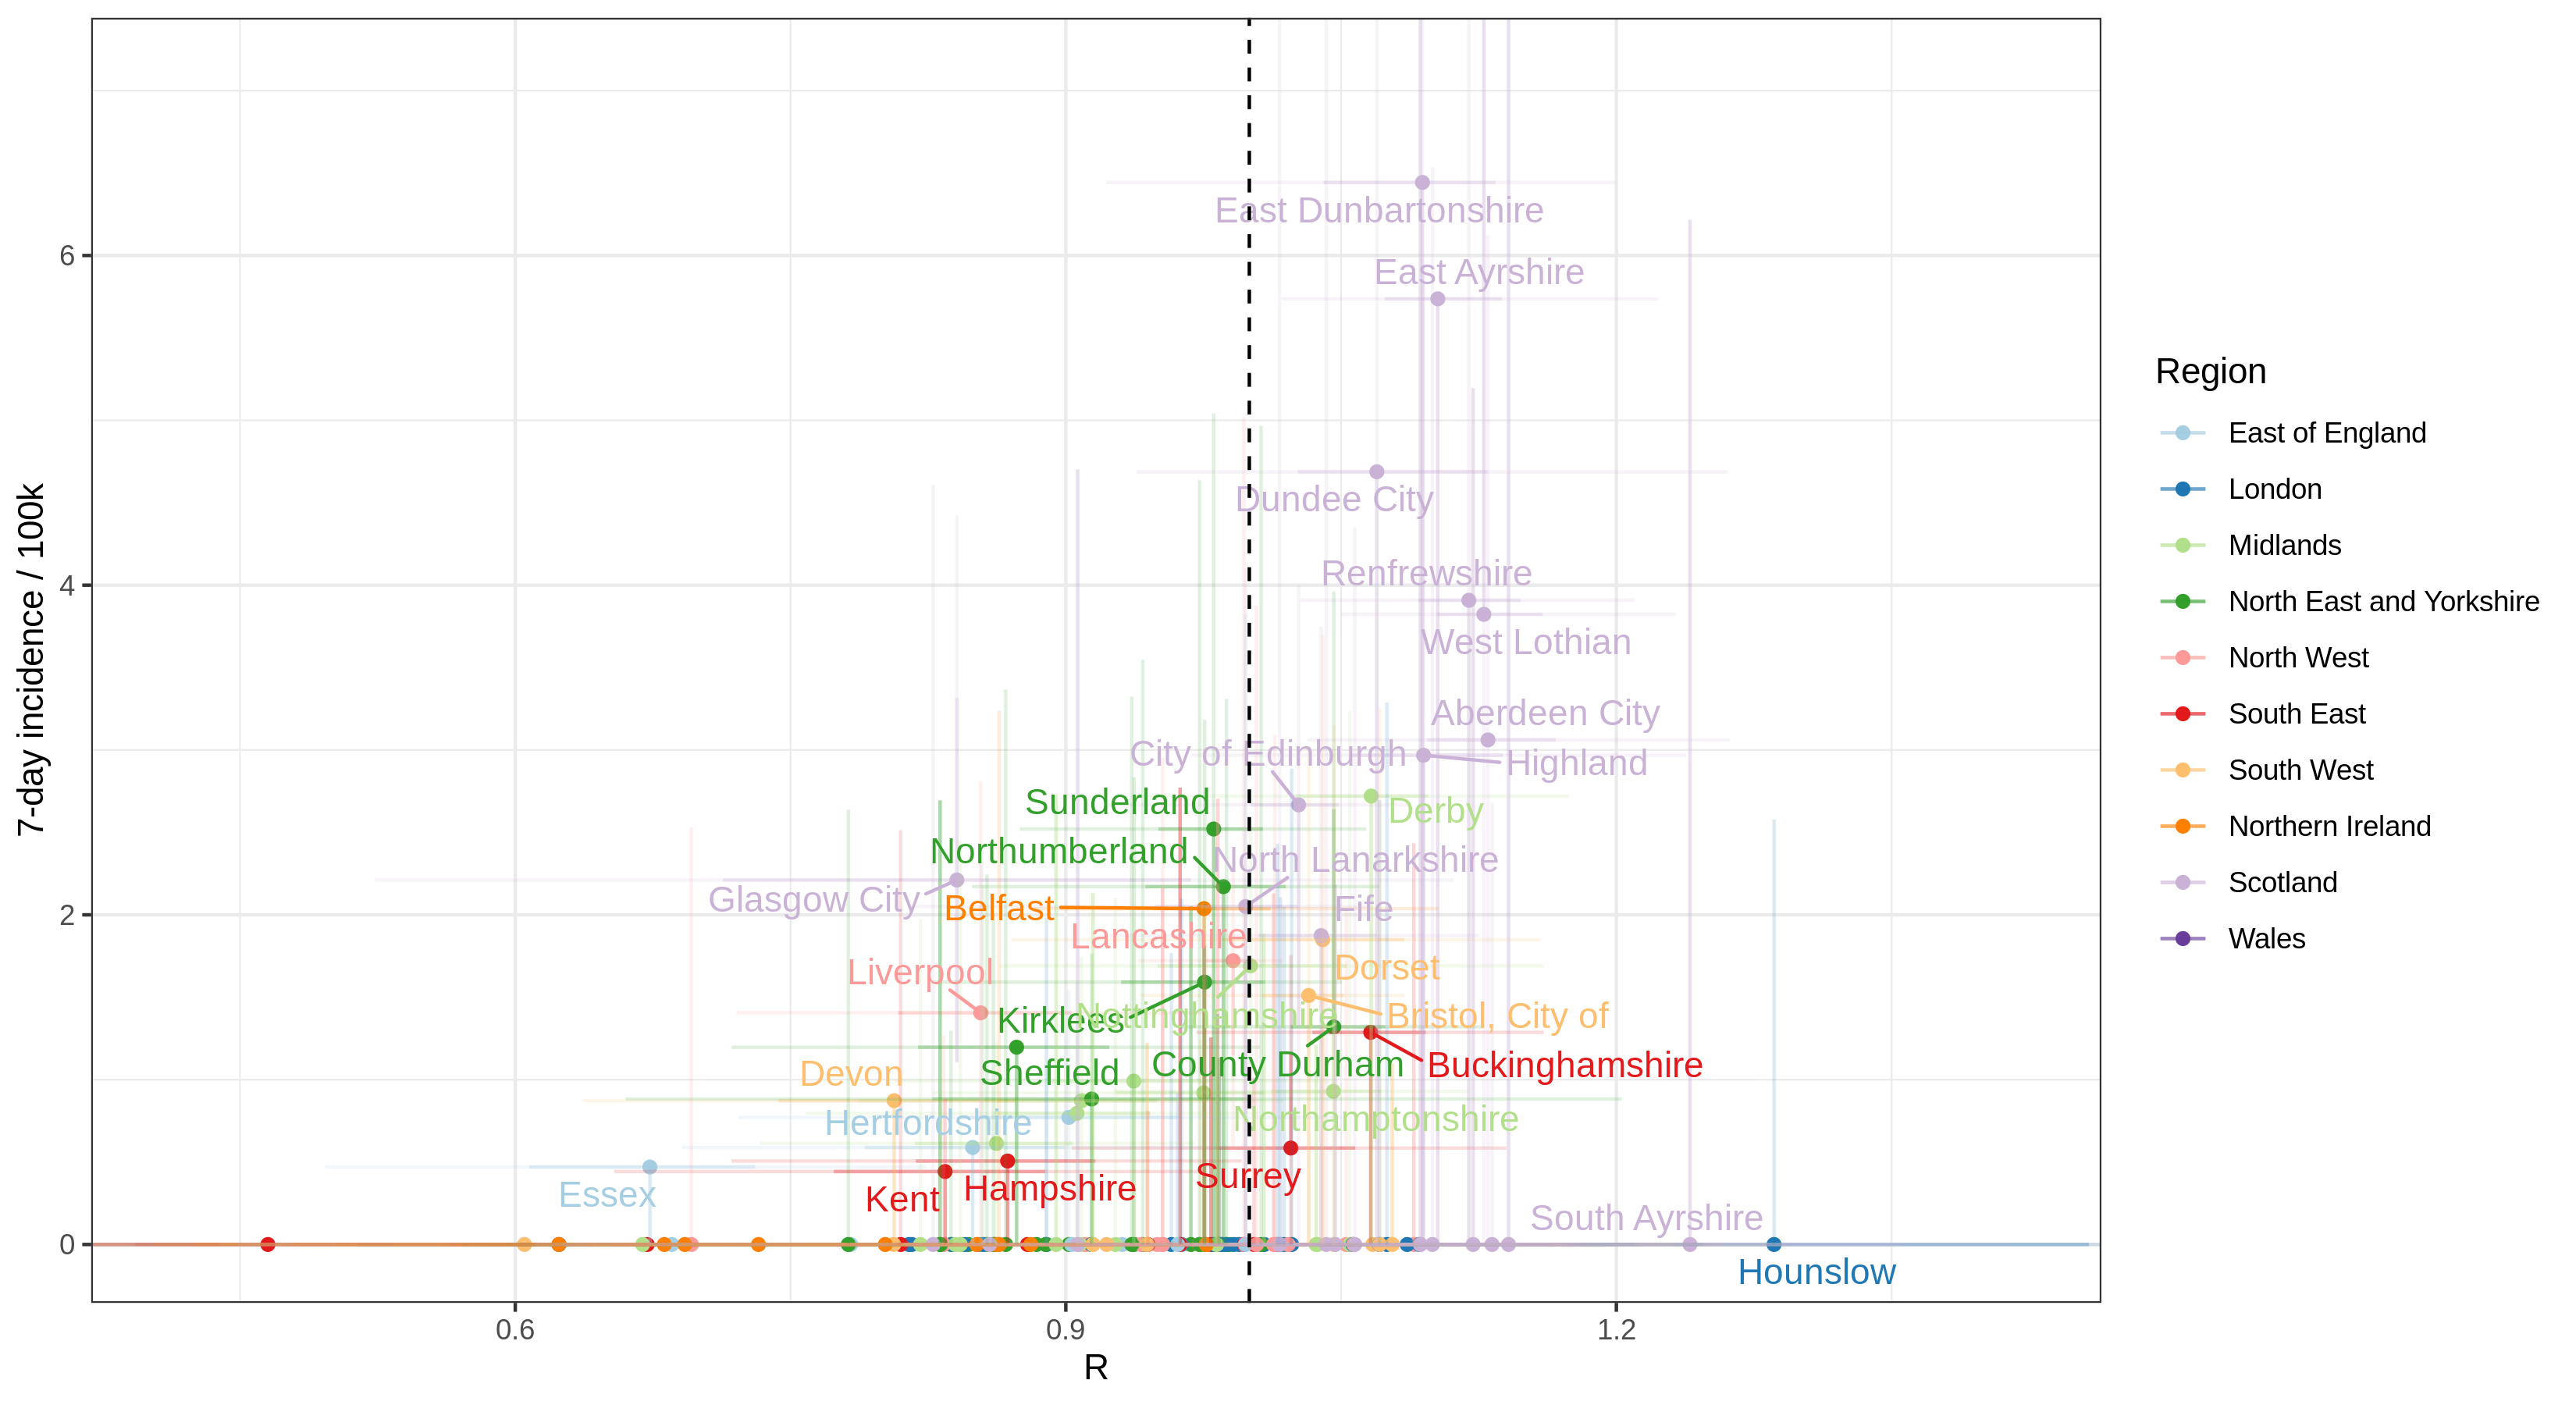 East Dunbartonshire
6
East Ayrshire
Region
East of England
Dundee City
London
7-day incidence / 100k
Midlands
4
Renfrewshire
North East and Yorkshire
West Lothian
North West
Aberdeen City
South East
City of Edinburgh
Highland
South West
Sunderland
Derby
Northern Ireland
Northumberland
North Lanarkshire
Scotland
Glasgow City
Belfast
Fife
2
Lancashire
Wales
Liverpool
Dorset
Kirklees
Nottinghamshire
Bristol, City of
Devon
Sheffield
County Durham
Buckinghamshire
Hertfordshire
Northamptonshire
Essex
Kent
Hampshire
Surrey
South Ayrshire
0
Hounslow
0.6
0.9
1.2
R